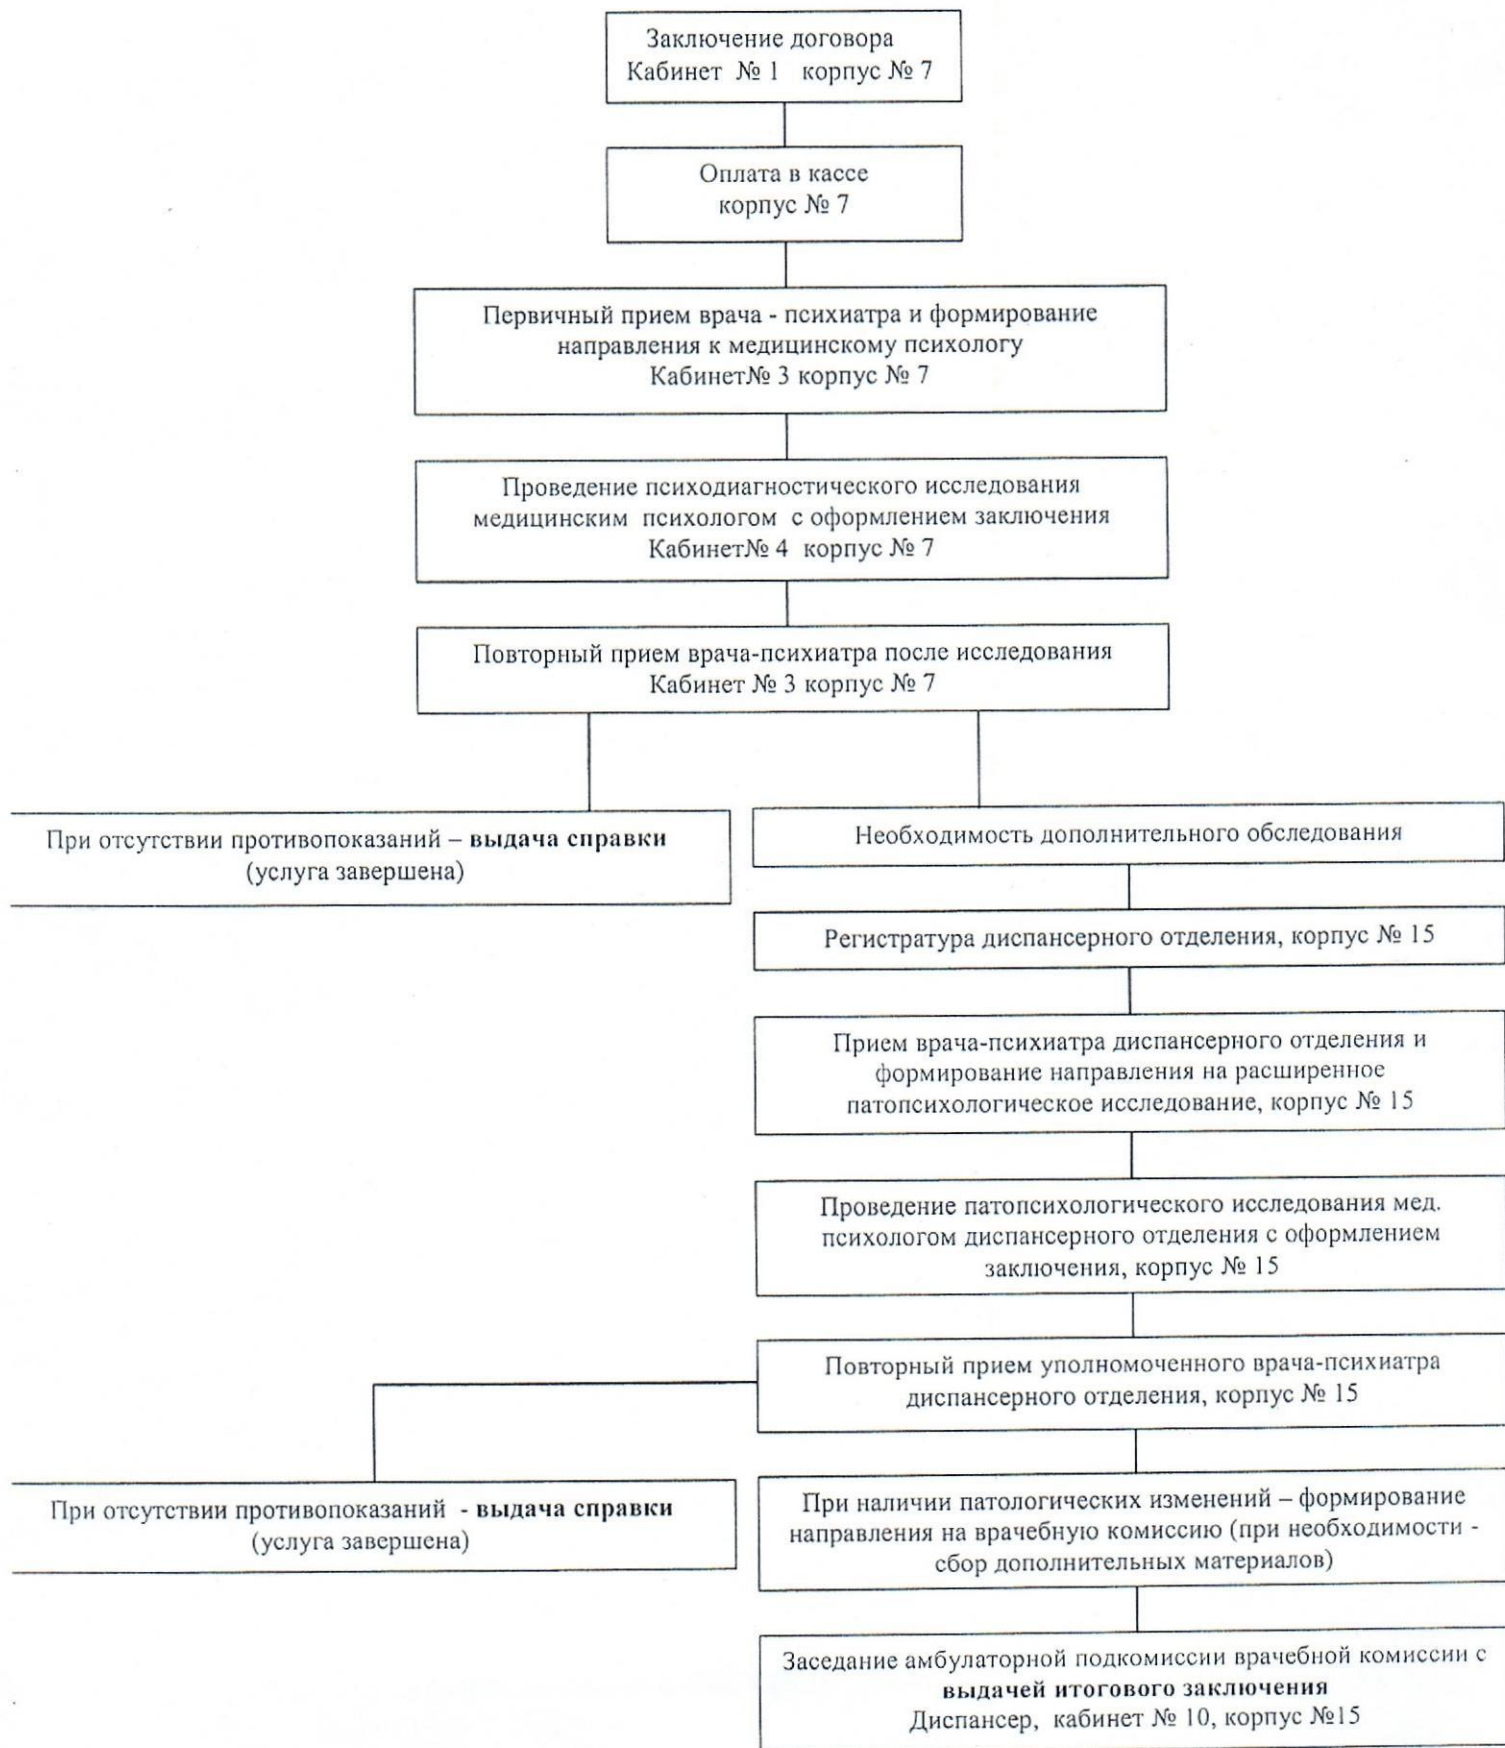 Заключение договора
Кабинет № 1 корпус № 7
Оплата в кассе
корпус № 7
Первичный прием врача - психиатра и формирование
направления к медицинскому психологу
Кабинет№ 3 корпус № 7
Проведение психодиагностического исследования
медицинским психологом с оформлением заключения
Кабинет№ 4 корпус № 7
Повторный прием врача-психиатра после исследования
Кабинет № 3 корпус № 7
При отсутствии противопоказаний – выдача справки
(услуга завершена)
Необходимость дополнительного обследования
Регистратура диспансерного отделения, корпус № 15
Прием врача-психиатра диспансерного отделения и
формирование направления на расширенное
патопсихологическое исследование, корпус № 15
Проведение патопсихологического исследования мед.
психологом диспансерного отделения с оформлением
заключения, корпус № 15
Повторный прием уполномоченного врача-психиатра
диспансерного отделения, корпус № 15
При отсутствии противопоказаний - выдача справки
(услуга завершена)
При наличии патологических изменений – формирование
направления на врачебную комиссию (при необходимости -
сбор дополнительных материалов)
Заседание амбулаторной подкомиссии врачебной комиссии с
выдачей итогового заключения
Диспансер, кабинет № 10, корпус №15